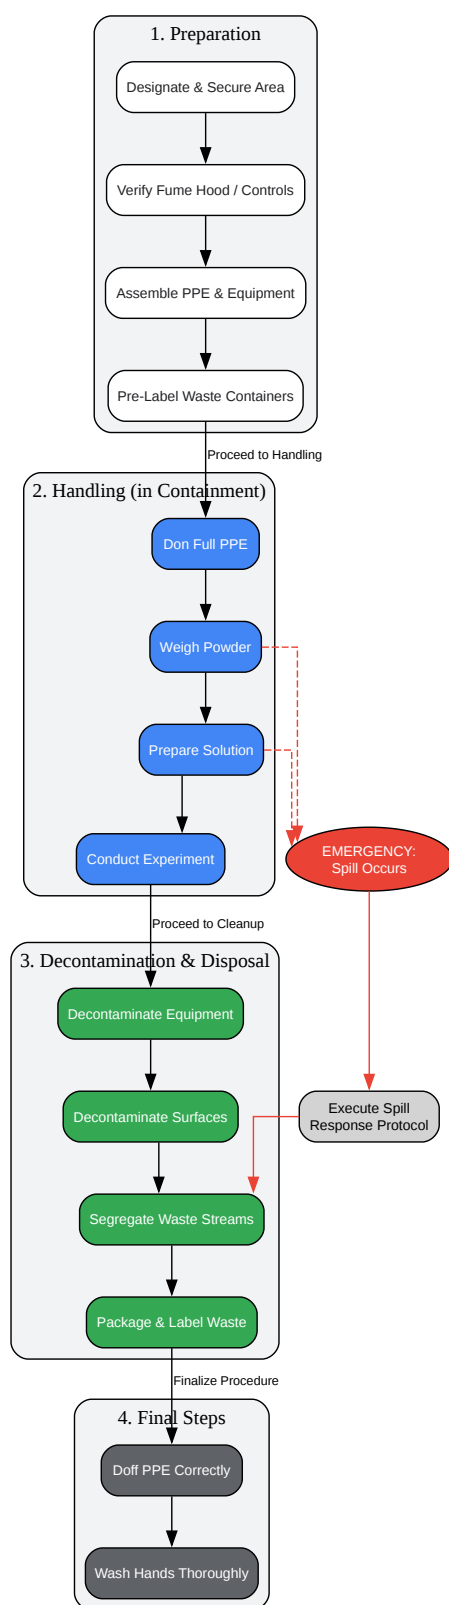 1. Preparation
Designate & Secure Area
Verify Fume Hood / Controls
Assemble PPE & Equipment
Pre-Label Waste Containers
Proceed to Handling
2. Handling (in Containment)
Don Full PPE
Weigh Powder
Prepare Solution
Conduct Experiment
EMERGENCY:
Spill Occurs
Proceed to Cleanup
3. Decontamination & Disposal
Decontaminate Equipment
Decontaminate Surfaces
Execute Spill
Response Protocol
Segregate Waste Streams
Package & Label Waste
Finalize Procedure
4. Final Steps
Doff PPE Correctly
Wash Hands Thoroughly